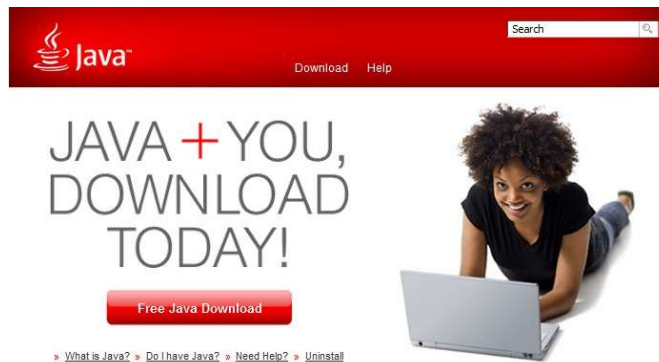 Search
Java™
Download Help
JAVA + YOU,
DOWNLOAD
TODAY!
Free Java Download
» What is Java? » Do I have Java? » Need Help? » Uninstall